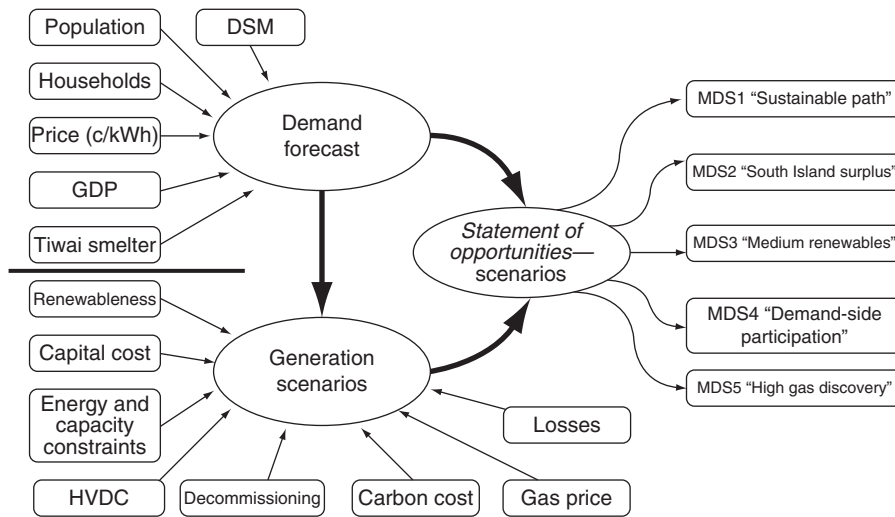 Population
DSM
Households
Price (c/kWh)
GDP
Tiwai smelter
Demand
forecast
Renewableness
Capital cost
Energy and
capacity
constraints
HVDC
Decommissioning
Carbon cost
Gas price
Losses
Generation
scenarios
Statement of
opportunities—
scenarios
MDS1 “Sustainable path”
MDS2 “South Island surplus”
MDS3 “Medium renewables”
MDS4 “Demand-side
participation”
MDS5 “High gas discovery”